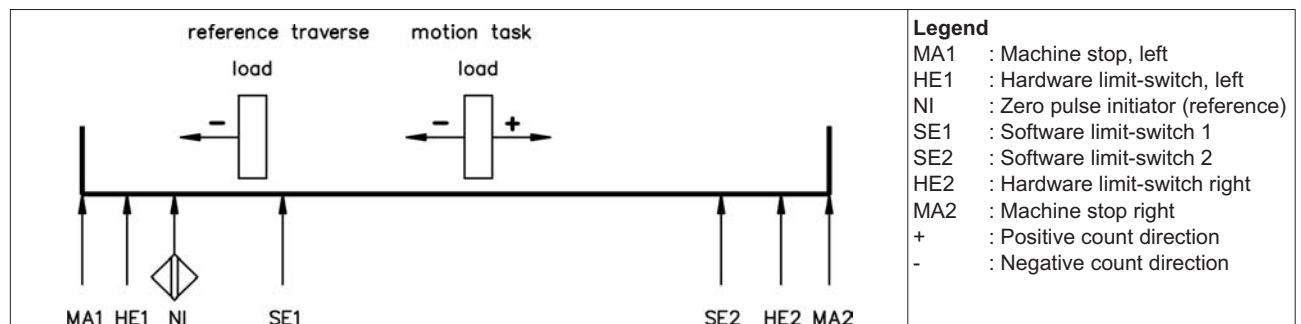 reference traverse motion task
load load
− − +
MA1 HE1 NI SE1 SE2 HE2 MA2
Legend
MA1 : Machine stop, left
HE1 : Hardware limit-switch, left
NI : Zero pulse initiator (reference)
SE1 : Software limit-switch 1
SE2 : Software limit-switch 2
HE2 : Hardware limit-switch right
MA2 : Machine stop right
+ : Positive count direction
- : Negative count direction